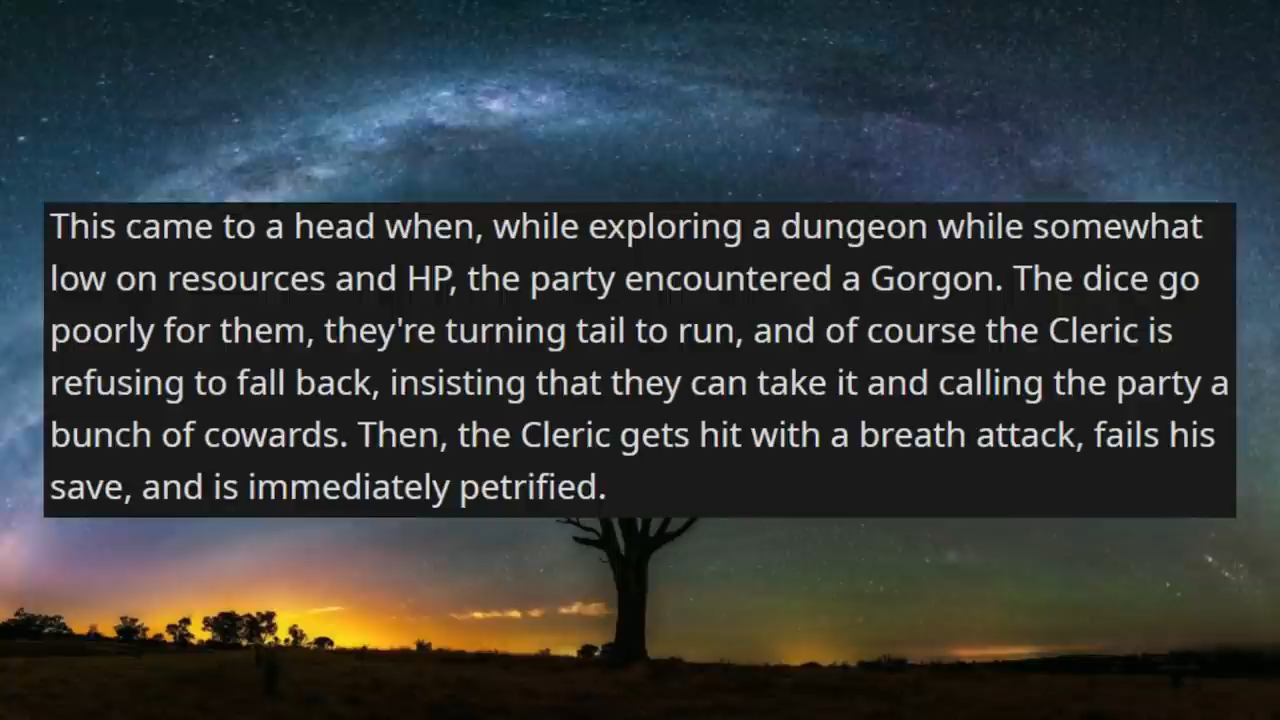 This came to a head when, while exploring a dungeon while somewhat
low on resources and HP, the party encountered a Gorgon. The dice go
poorly for them, they're turning tail to run, and of course the Cleric is
refusing to fall back, insisting that they can take it and calling the party a
bunch of cowards. Then, the Cleric gets hit with a breath attack, fails his
save, and is immediately petrified.